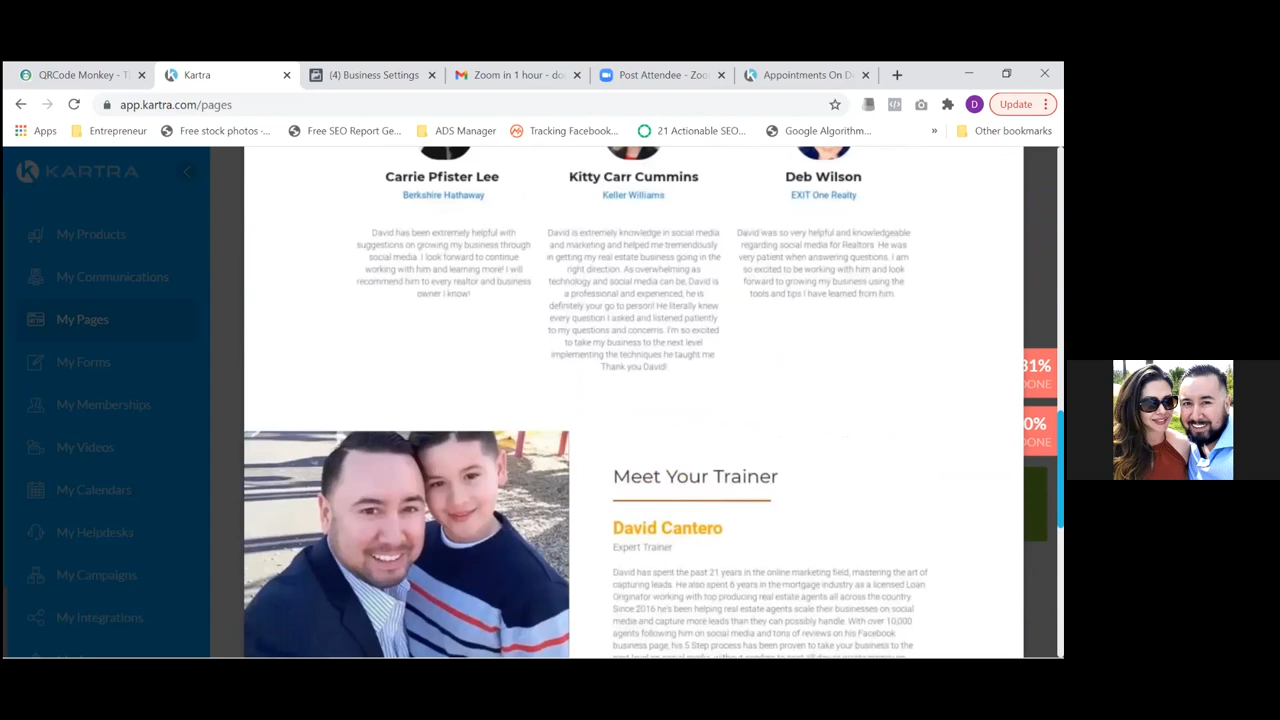 QRCode Monkey - T
Kartra
(4) Business Settings
Zoom in 1 hour - do
Post Attendee - Zoo
Appointments On D
app.kartra.com/pages
D
Update
Apps
Entrepreneur
Free stock photos -...
Free SEO Report Ge...
ADS Manager
Tracking Facebook...
21 Actionable SEO...
Google Algorithm...
»
Other bookmarks
KARTRA
My Products
My Communications
My Pages
My Forms
My Memberships
My Videos
My Calendars
My Helpdesks
My Campaigns
My Integrations
Carrie Pfister Lee
Berkshire Hathaway
David has been extremely helpful with
suggestions on growing my business through
social media. I look forward to continue
working with him and learning more! I will
recommend him to every realtor and business
owner I know!
Kitty Carr Cummins
Keller Williams
David is extremely knowledge in social media
and marketing and helped me tremendously
in getting my real estate business going in the
right direction. As overwhelming as
technology and social media can be, David is
a professional and experienced, he is
definitely your go to person! He literally knew
every question I asked and listened patiently
to my questions and concerns. I'm so excited
to take my business to the next level
implementing the techniques he taught me
Thank you David!
Deb Wilson
EXIT One Realty
David was so very helpful and knowledgeable
regarding social media for Realtors. He was
very patient when answering questions. I am
so excited to be working with him and look
forward to growing my business using the
tools and tips I have learned from him.
31%
DONE
0%
DONE
Meet Your Trainer
David Cantero
Expert Trainer
David has spent the past 21 years in the online marketing field, mastering the art of
capturing leads. He also spent 6 years in the mortgage industry as a licensed Loan
Originator working with top producing real estate agents all across the country
Since 2016 he's been helping real estate agents scale their businesses on social
media and capture more leads than they can possibly handle. With over 10,000
agents following him on social media and tons of reviews on his Facebook
business page, his 5 Step process has been proven to take your business to the